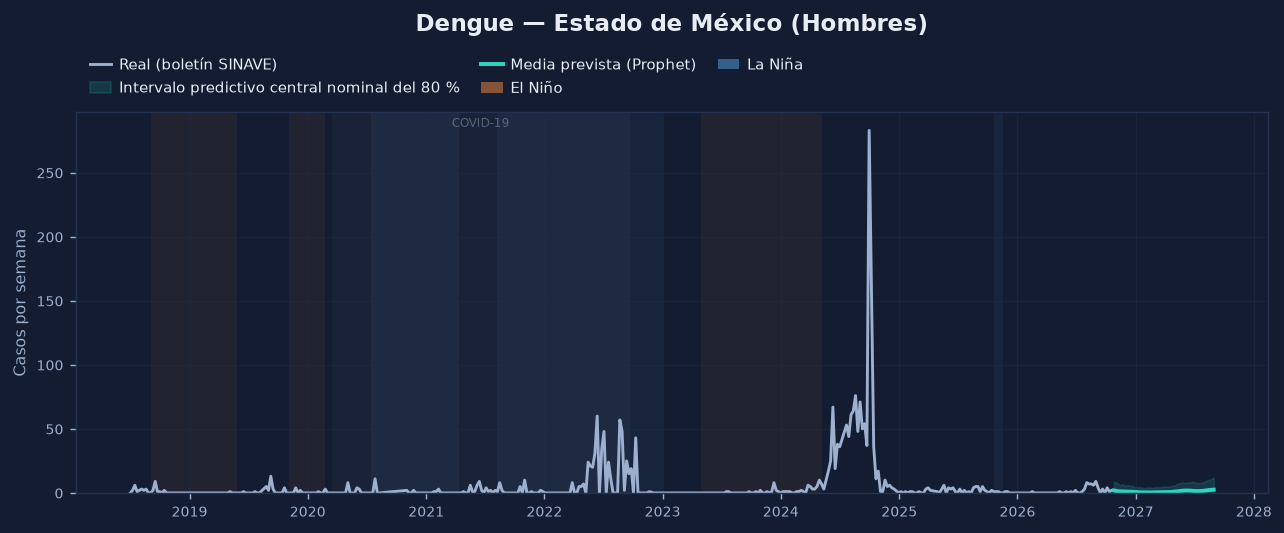 Dengue — Estado de México (Hombres)
Real (boletín SINAVE)
Intervalo predictivo central nominal del 80 %
Media prevista (Prophet)
El Niño
La Niña
COVID-19
Casos por semana
250
200
150
100
50
0
2019 2020 2021 2022 2023 2024 2025 2026 2027 2028